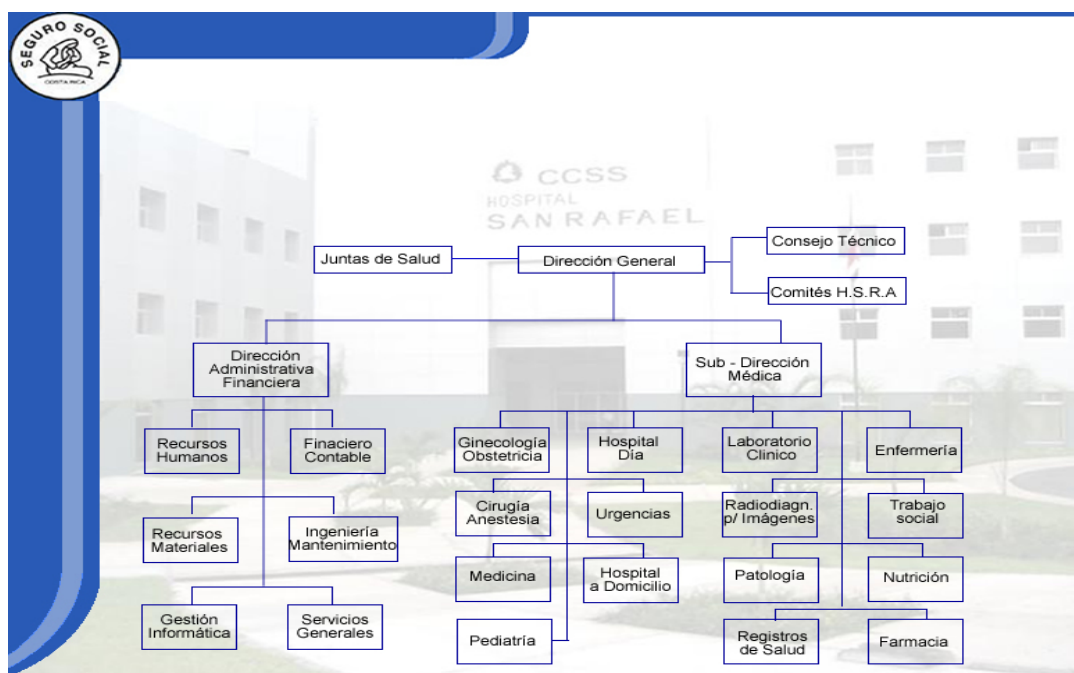 SEGURO SOCIAL
COSTA RICA
CCSS
HOSPITAL
SAN RAFAEL
Juntas de Salud
Dirección General
Consejo Técnico
Comités H.S.R.A
Dirección
Administrativa
Financiera
Sub - Dirección
Médica
Recursos
Humanos
Finaciero
Contable
Ginecología
Obstetricia
Hospital
Día
Laboratorio
Clinico
Enfermería
Recursos
Materiales
Ingeniería
Mantenimiento
Cirugía
Anestesia
Urgencias
Radiodiagn.
p/ Imágenes
Trabajo
social
Medicina
Hospital
a Domicilio
Patología
Nutrición
Gestión
Informática
Servicios
Generales
Pediatría
Registros
de Salud
Farmacia